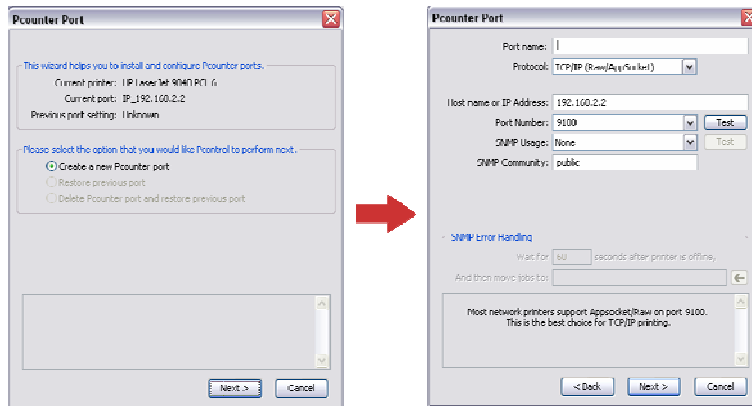 Pcounter Port
This wizard helps you to install and configure Pcounter ports.
Current printer: HP LaserJet 9040 PCL 6
Current port: IP_192.168.2.2
Previous port setting: Unknown
Please select the option that you would like Pcontrol to perform next.
Create a new Pcounter port
Restore previous port
Delete Pcounter port and restore previous port
Next >
Cancel
Pcounter Port
Port name:
Protocol: TCP/IP (Raw/AppSocket)
Host name or IP Address: 192.168.2.2
Port Number: 9100
Test
SNMP Usage: None
Test
SNMP Community: public
SNMP Error Handling
Wait for 60 seconds after printer is offline.
And then move jobs to:
Most network printers support Appsocket/Raw on port 9100.
This is the best choice for TCP/IP printing.
< Back
Next >
Cancel